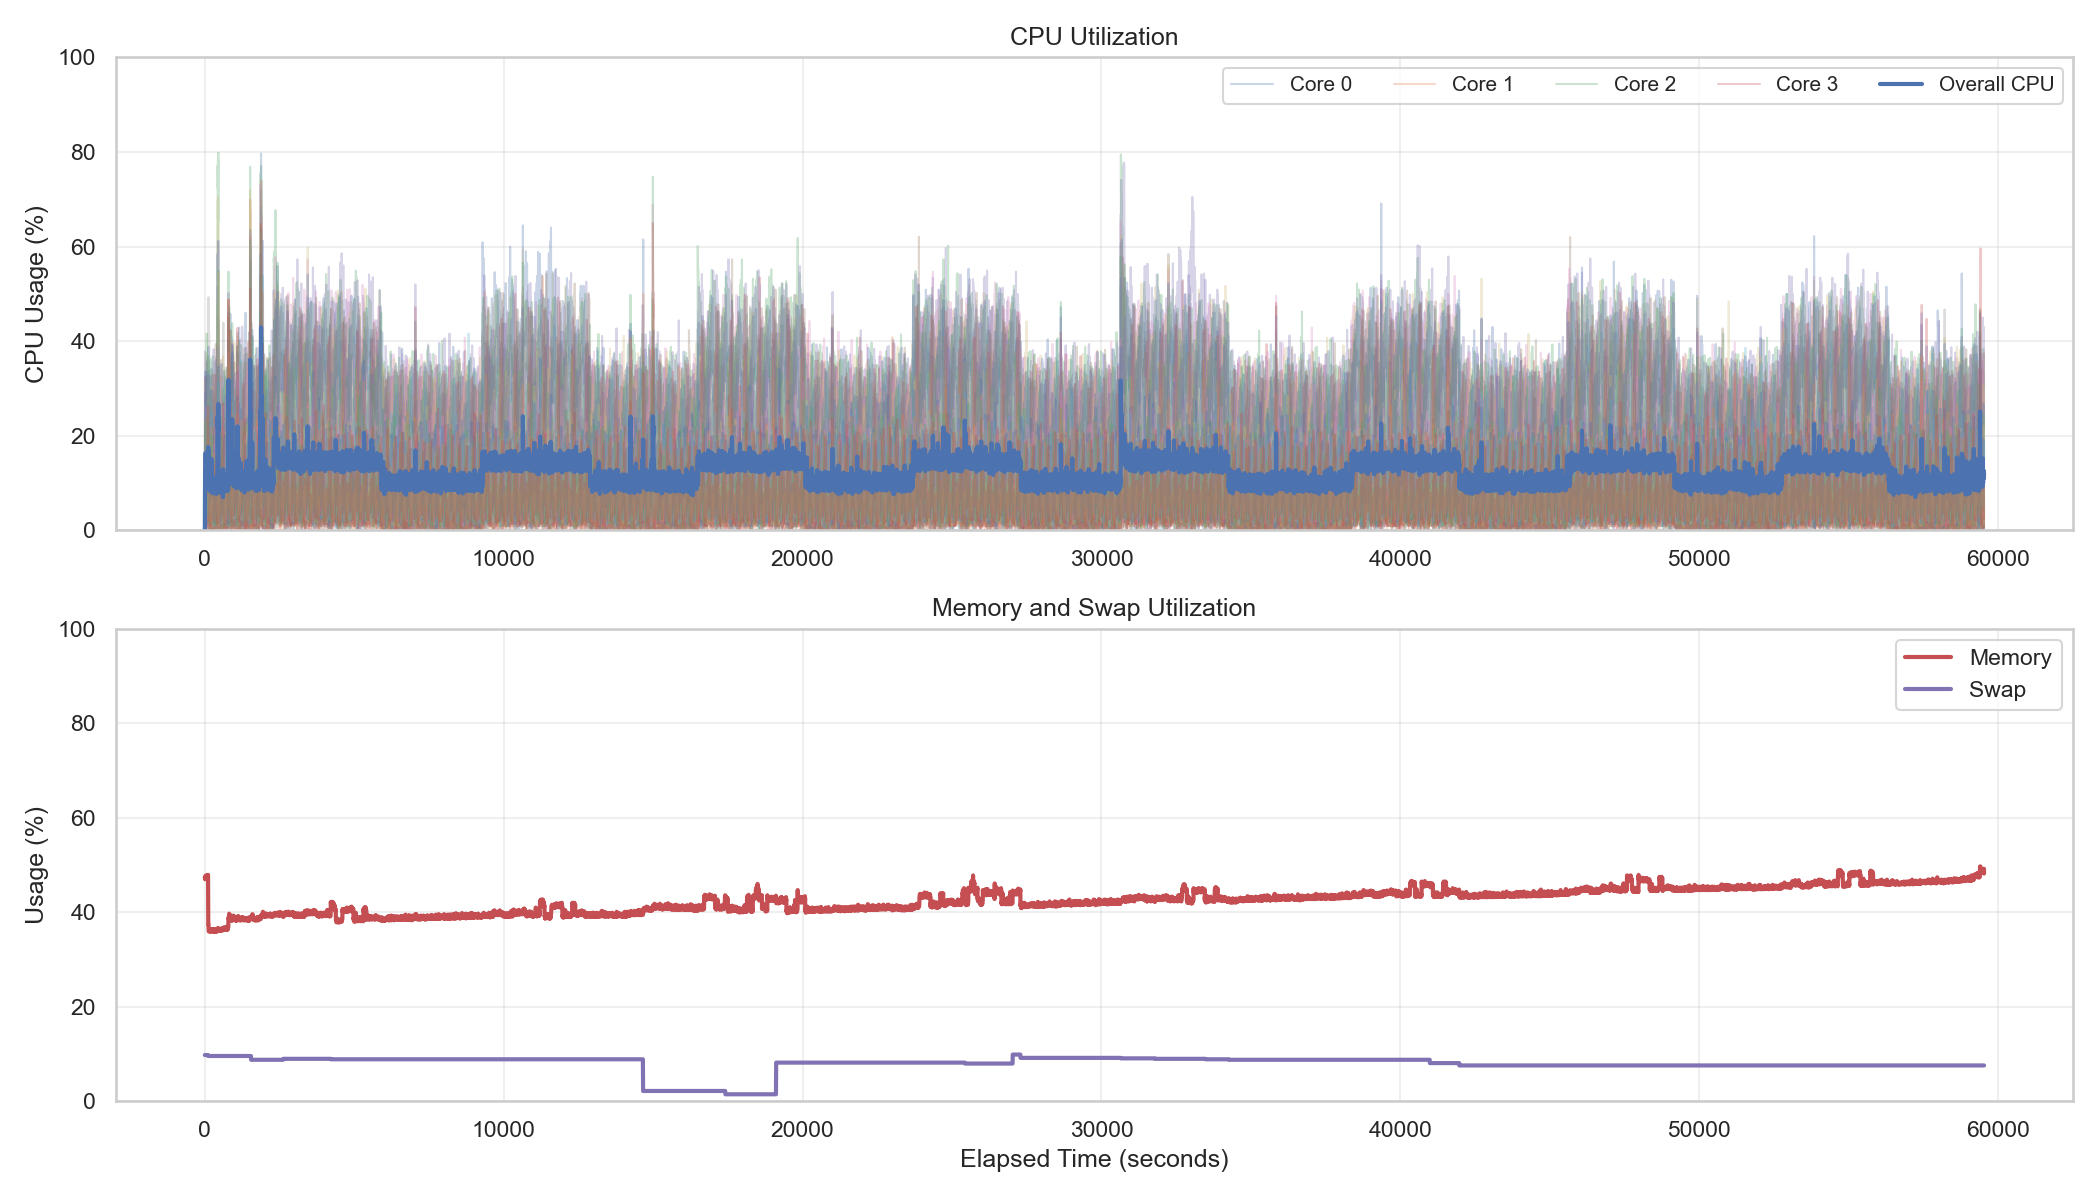 CPU Utilization
CPU Usage (%)
100
80
60
40
20
0
Core 0 Core 1 Core 2 Core 3 Overall CPU
0 10000 20000 30000 40000 50000 60000
Memory and Swap Utilization
Usage (%)
100
80
60
40
20
0
Memory
Swap
0 10000 20000 30000 40000 50000 60000
Elapsed Time (seconds)